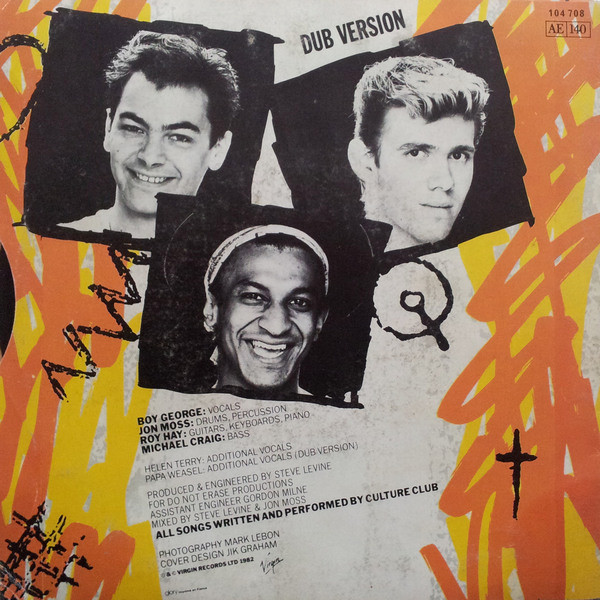 104 708
AE 140
DUB VERSION
BOY GEORGE: VOCALS
JON MOSS: DRUMS, PERCUSSION
ROY HAY: GUITARS, KEYBOARDS, PIANO
MICHAEL CRAIG: BASS
HELEN TERRY: ADDITIONAL VOCALS
PAPA WEASEL: ADDITIONAL VOCALS (DUB VERSION)
PRODUCED & ENGINEERED BY STEVE LEVINE
FOR DO NOT ERASE PRODUCTIONS
ASSISTANT ENGINEER GORDON MILNE
MIXED BY STEVE LEVINE & JON MOSS
ALL SONGS WRITTEN AND PERFORMED BY CULTURE CLUB
PHOTOGRAPHY MARK LEBON
COVER DESIGN JIK GRAHAM
℗ & © VIRGIN RECORDS LTD 1982
Virgin